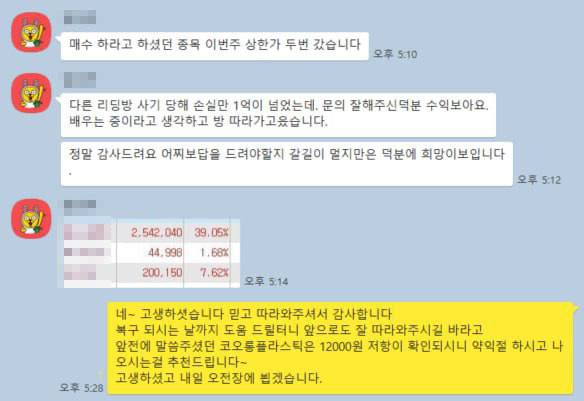 매수 하라고 하셨던 종목 이번주 상한가 두번 갔습니다
오후 5:10
다른 리딩방 사기 당해 손실만 1억이 넘었는데. 문의 잘해주신덕분 수익보아요.
배우는 중이라고 생각하고 방 따라가고욨습니다.
정말 감사드려요 어찌보답을 드려야할지 갈길이 멀지만은 덕분에 희망이보입니다
.
오후 5:12
2,542,040 39.05%
44,998 1.68%
200,150 7.62%
오후 5:14
네~ 고생하셧습니다 믿고 따라와주셔서 감사합니다
복구 되시는 날까지 도움 드릴터니 앞으로도 잘 따라와주시길 바라고
앞전에 말씀주셨던 코오롱플라스틱은 12000원 저항이 확인되시니 약익절 하시고 나
오시는걸 추천드립니다~
고생하셨고 내일 오전장에 뵙겠습니다.
오후 5:28